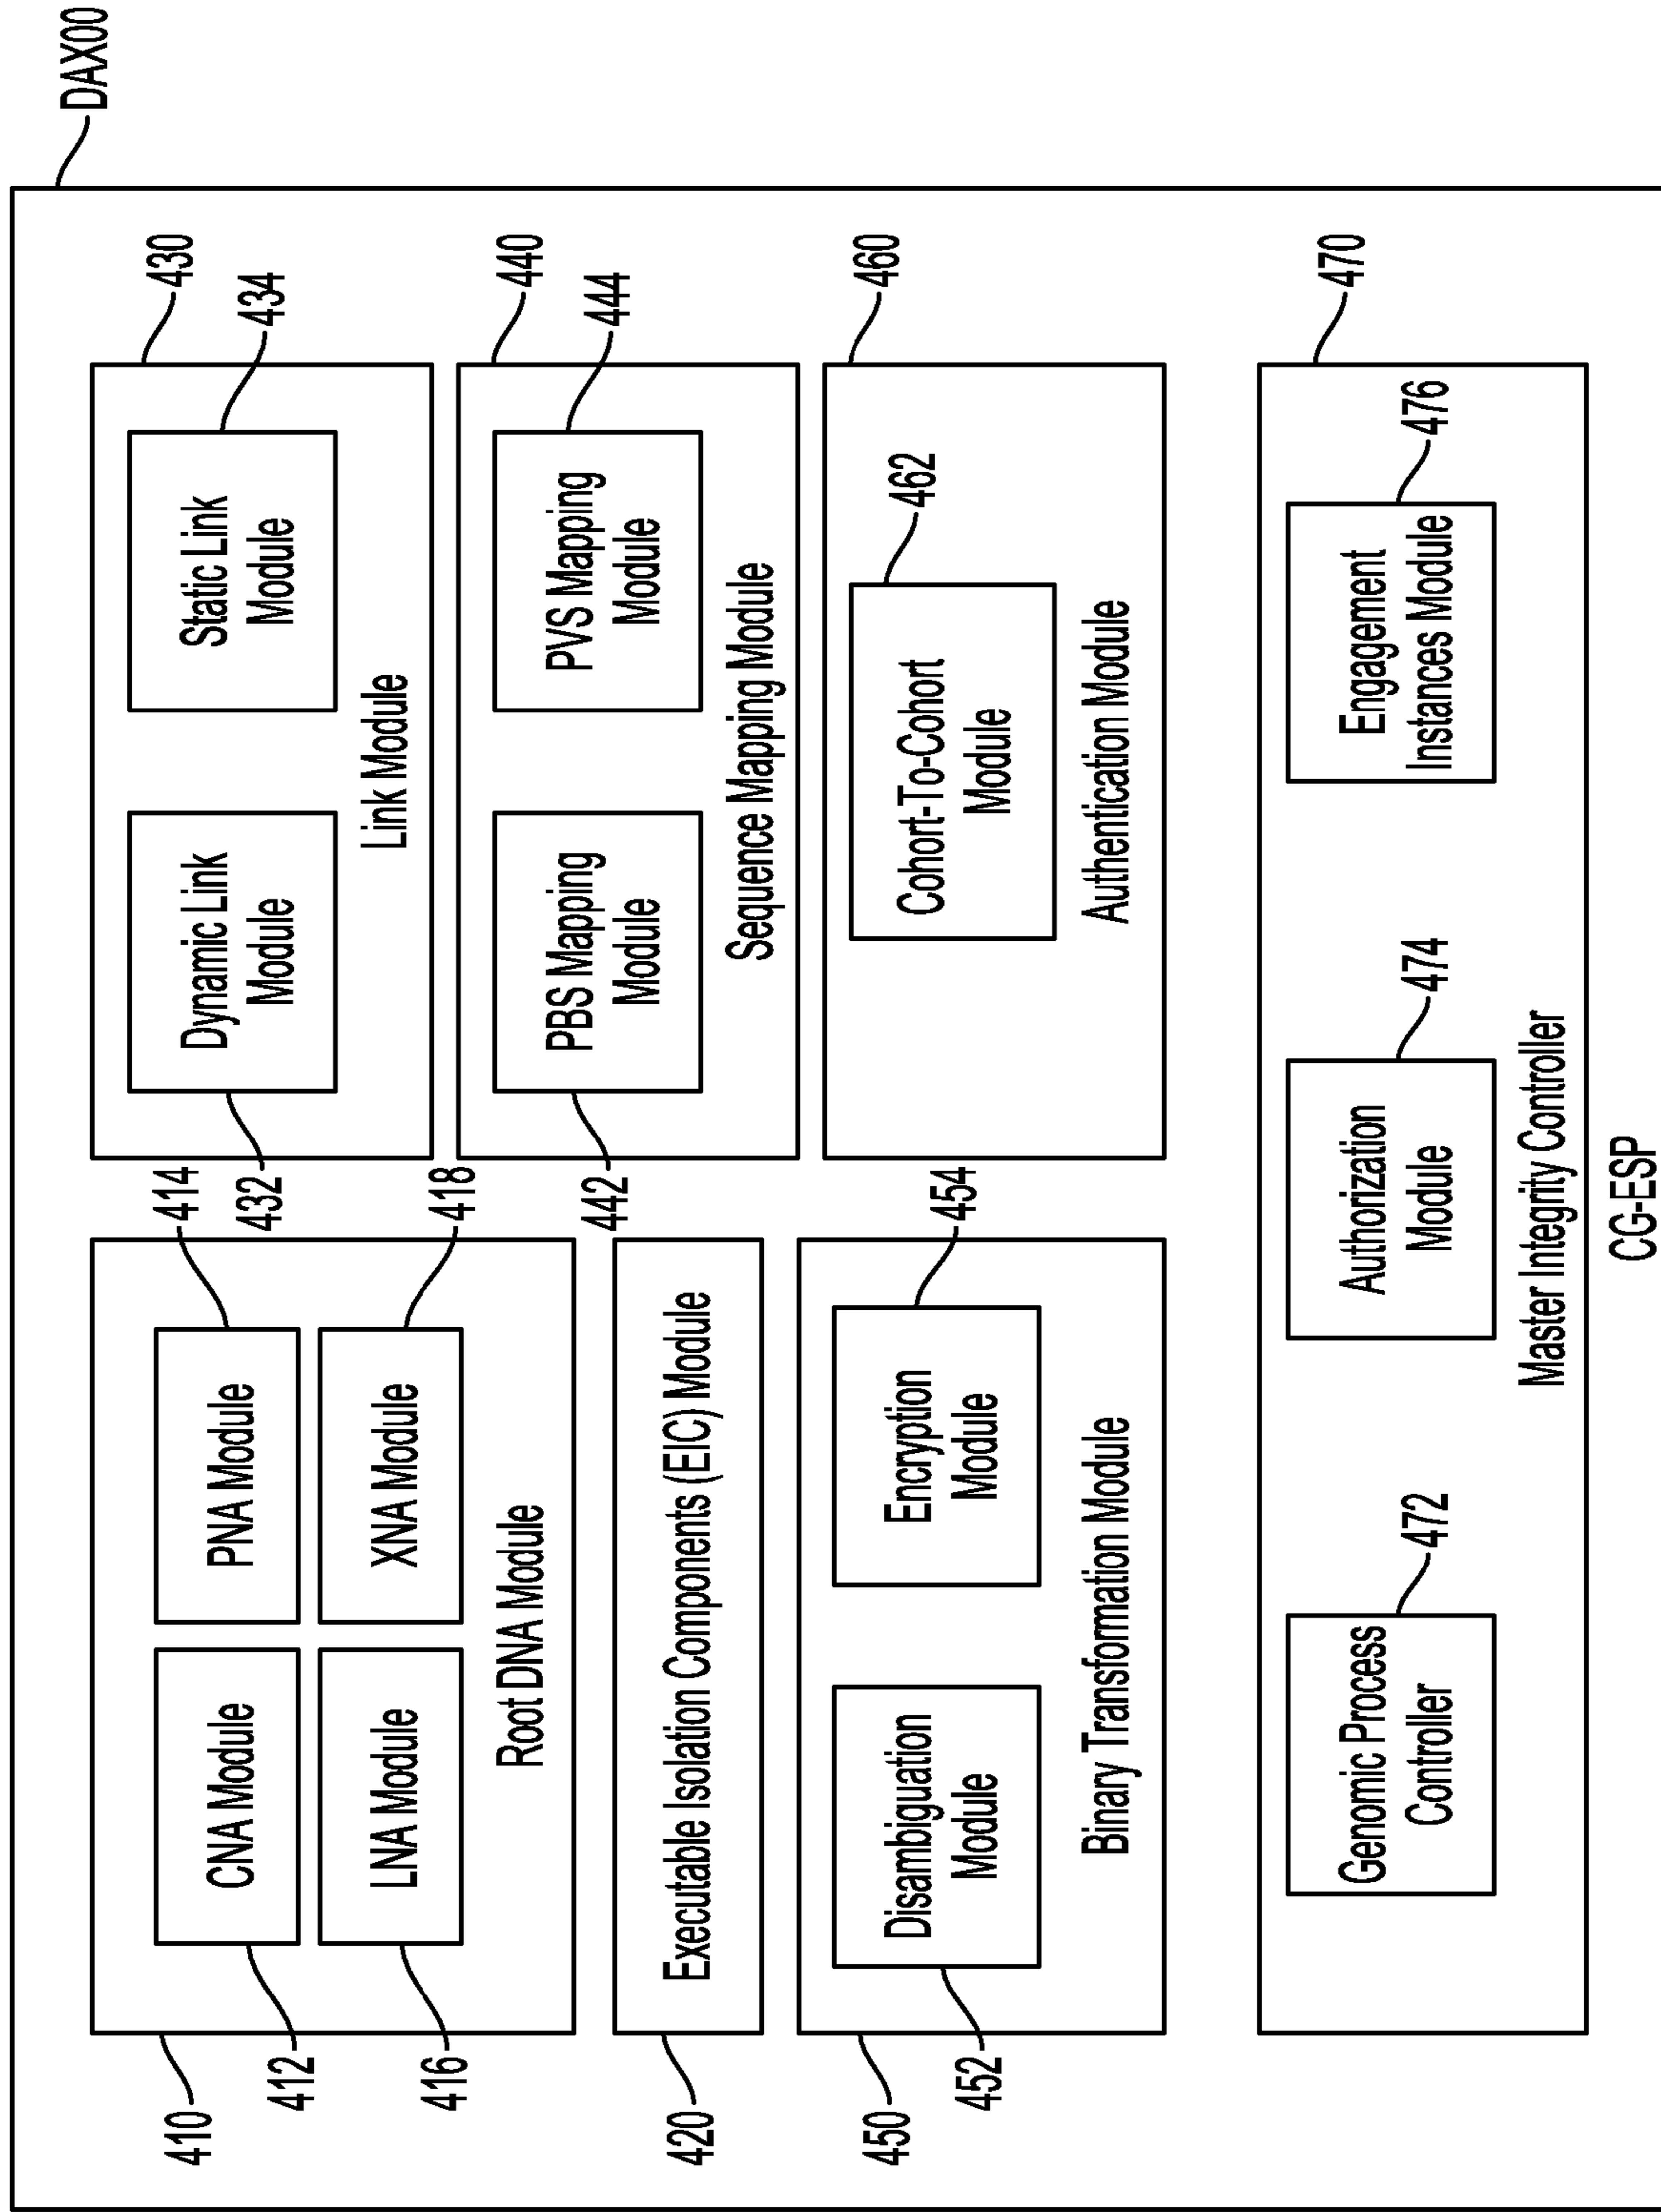 DAX00
410
412
CNA Module
414
PNA Module
416
LNA Module
418
XNA Module
Root DNA Module
420
Executable Isolation Components (EIC) Module
430
432
Dynamic Link
Module
434
Static Link
Module
Link Module
440
442
PBS Mapping
Module
444
PVS Mapping
Module
Sequence Mapping Module
450
452
Disambiguation
Module
454
Encryption
Module
Binary Transformation Module
460
462
Cohort-To-Cohort
Module
Authentication Module
470
472
Genomic Process
Controller
474
Authorization
Module
476
Engagement
Instances Module
Master Integrity Controller
CG-ESP